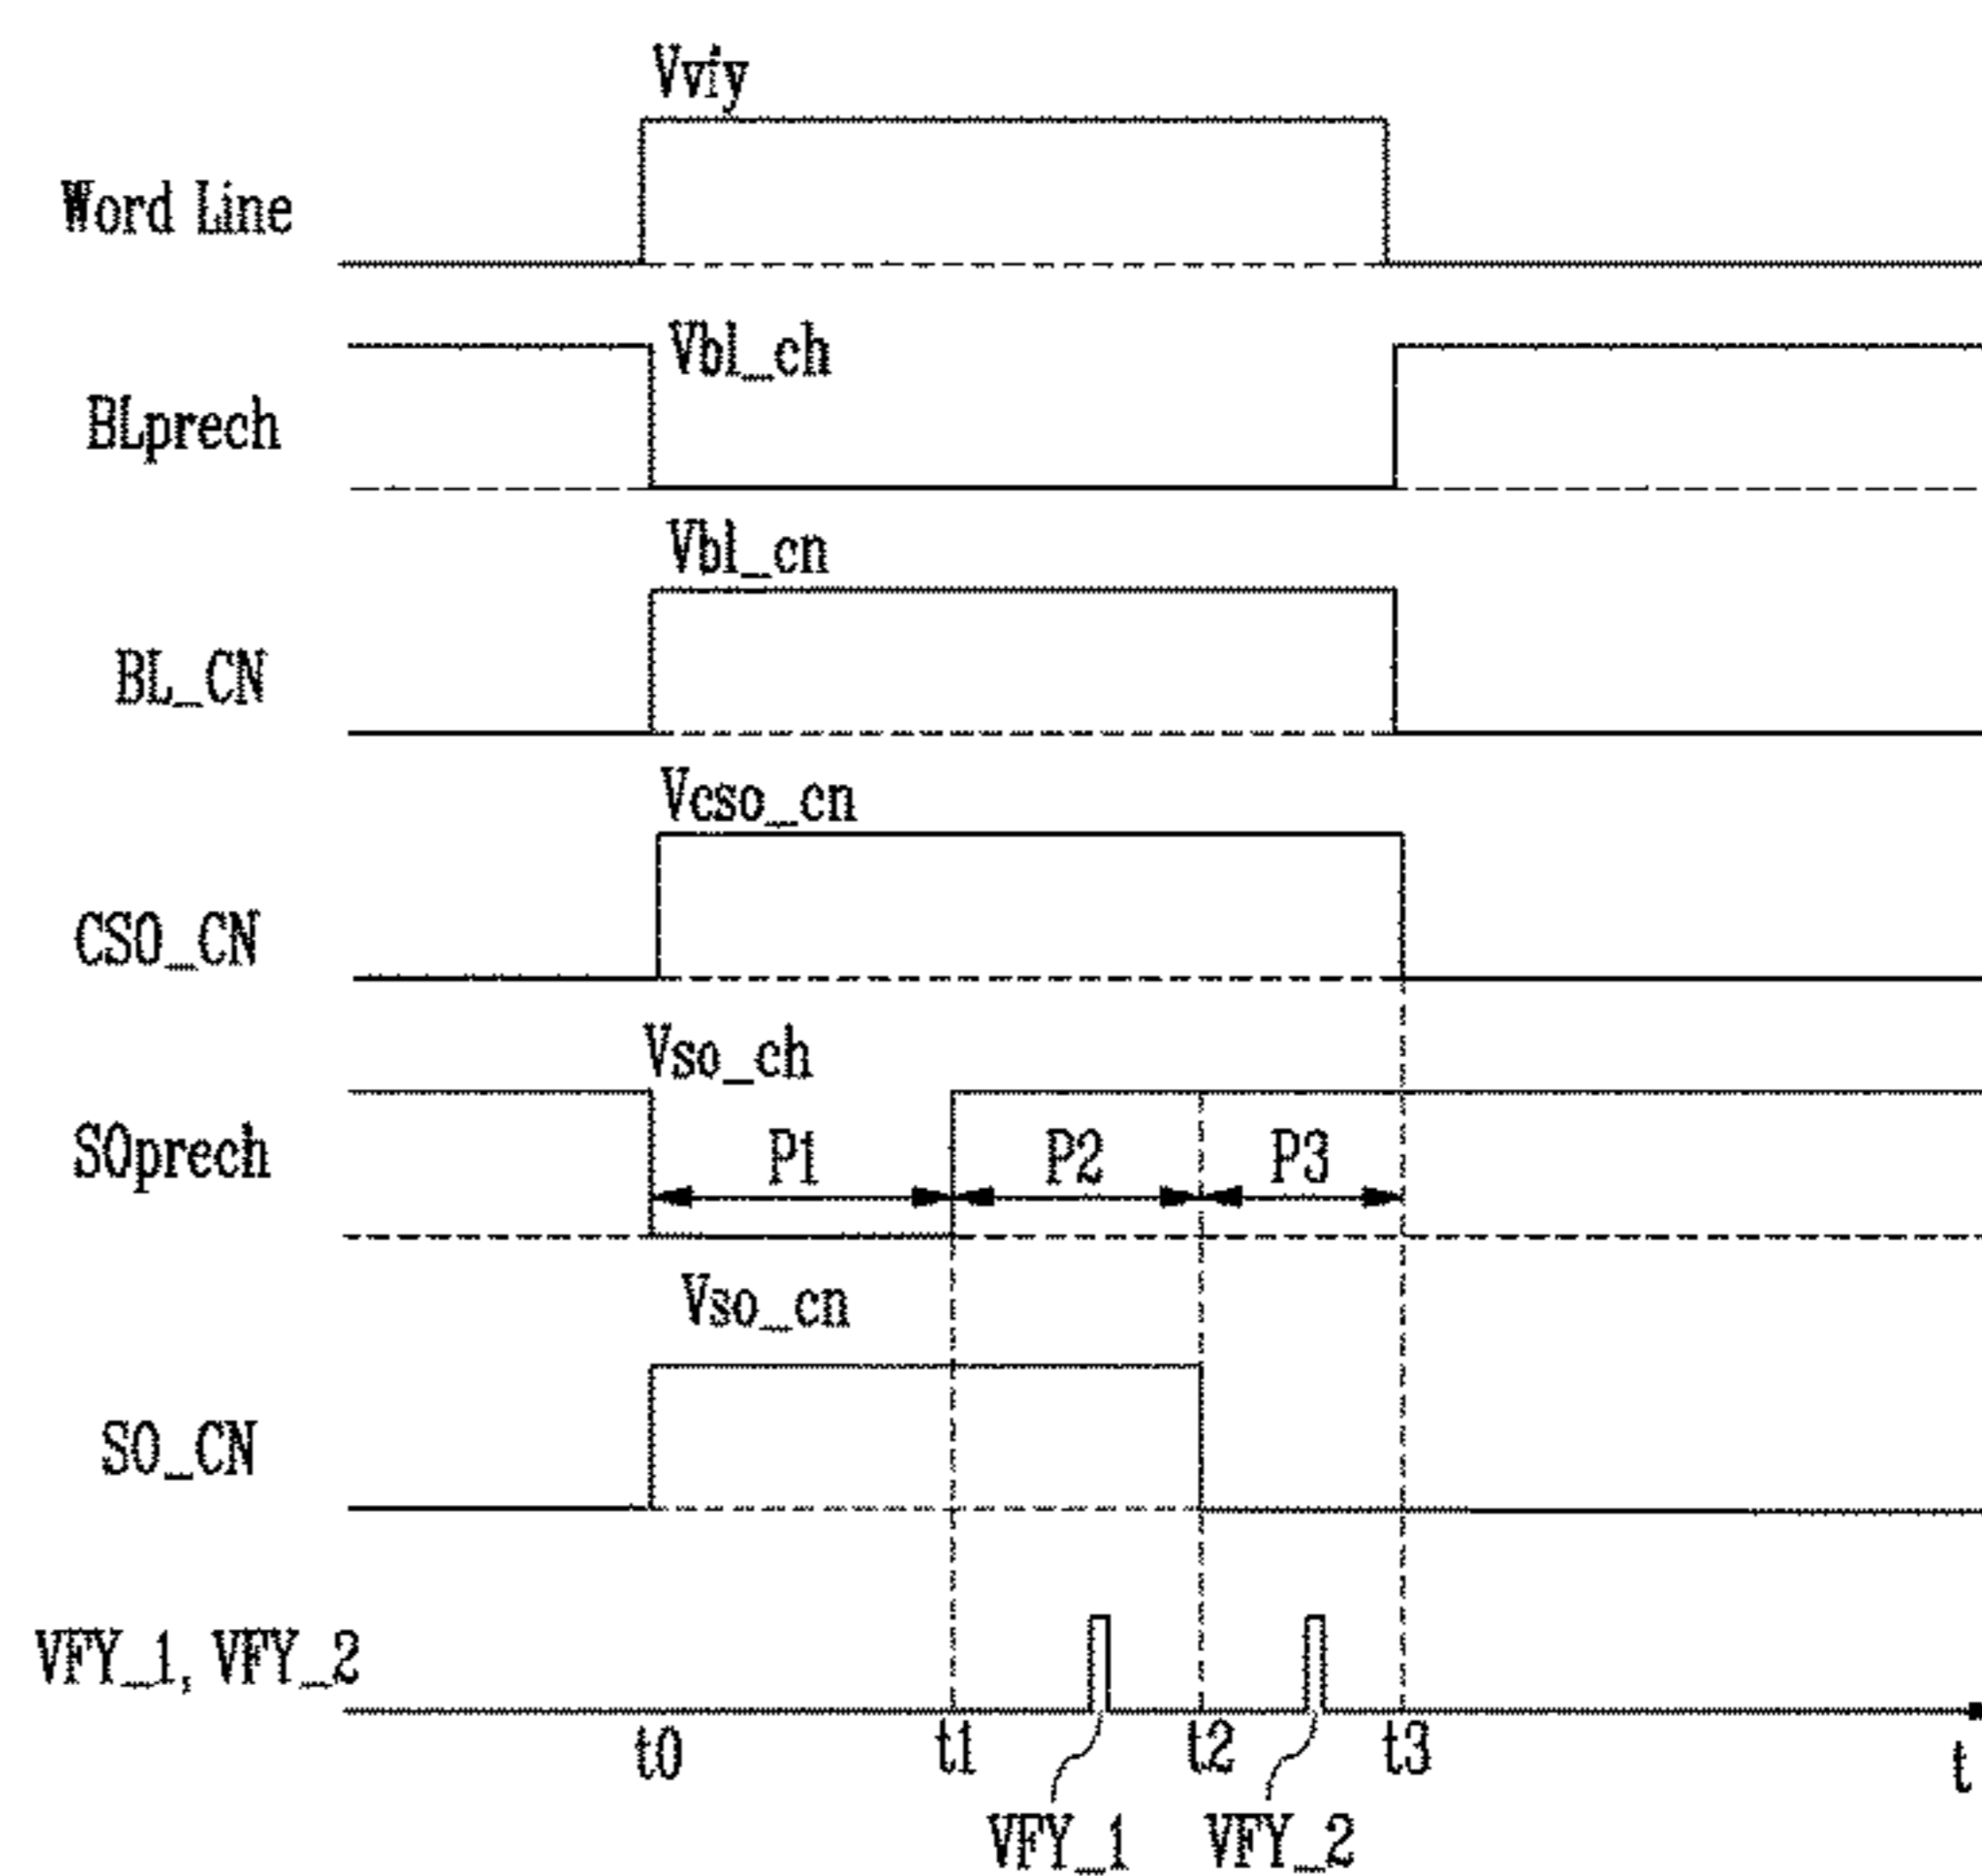 Vviy
Word Line
Vbl_ch
BLprech
Vbl_cn
BL_CN
Vcso_cn
CSO_CN
Vso_ch
SOprech
P1 P2 P3
Vso_cn
SO_CN
VFY_1, VFY_2
t0 t1 t2 t3 t
VFY_1 VFY_2